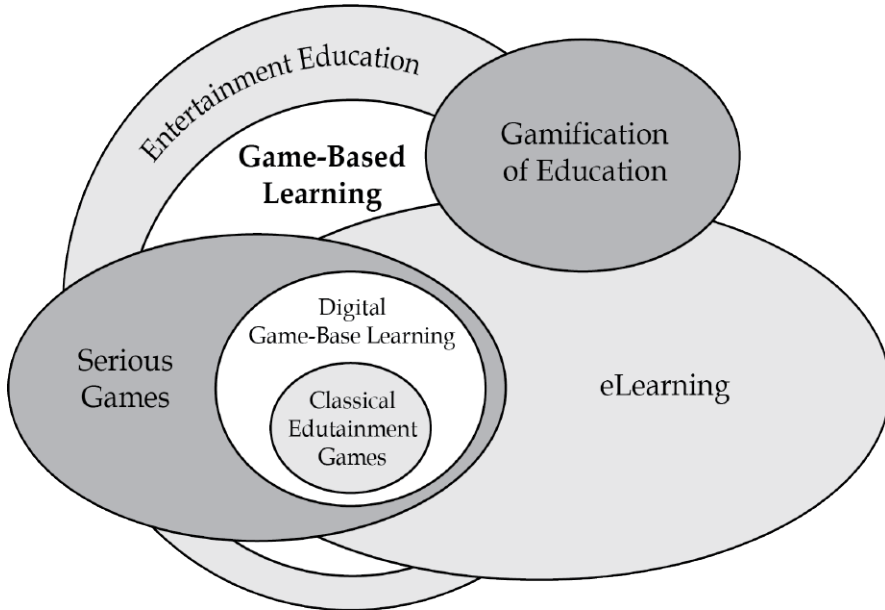 Entertainment Education
Gamification
of Education
Game-Based
Learning
Digital
Game-Base Learning
Serious
Games
Classical
Edutainment
Games
eLearning